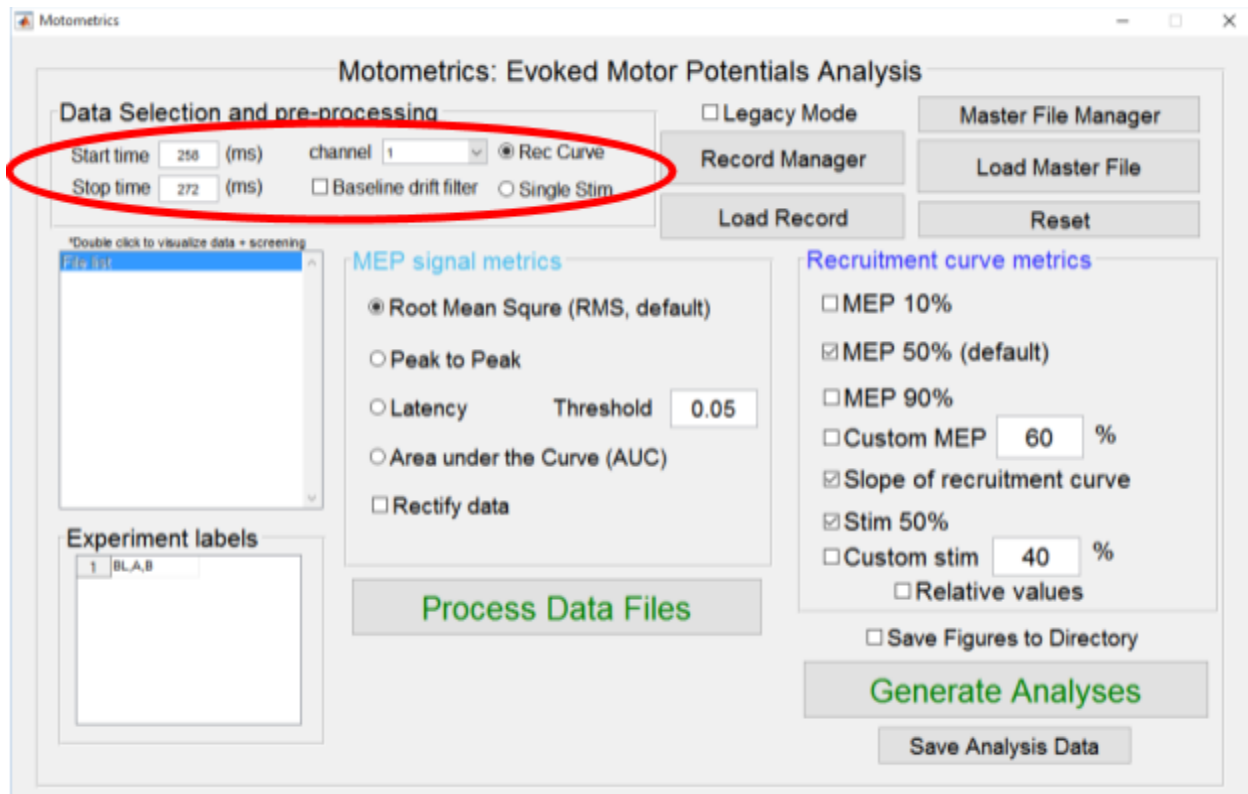 Motometrics
Motometrics: Evoked Motor Potentials Analysis
Data Selection and pre-processing
Start time 258 (ms) channel 1 Rec Curve
Stop time 272 (ms) Baseline drift filter Single Stim
Legacy Mode
Record Manager
Load Record
Master File Manager
Load Master File
Reset
*Double click to visualize data + screening
File list
Experiment labels
1 BL,A,B
MEP signal metrics
Root Mean Squre (RMS, default)
Peak to Peak
Latency Threshold 0.05
Area under the Curve (AUC)
Rectify data
Process Data Files
Recruitment curve metrics
MEP 10%
MEP 50% (default)
MEP 90%
Custom MEP 60 %
Slope of recruitment curve
Stim 50%
Custom stim 40 %
Relative values
Save Figures to Directory
Generate Analyses
Save Analysis Data